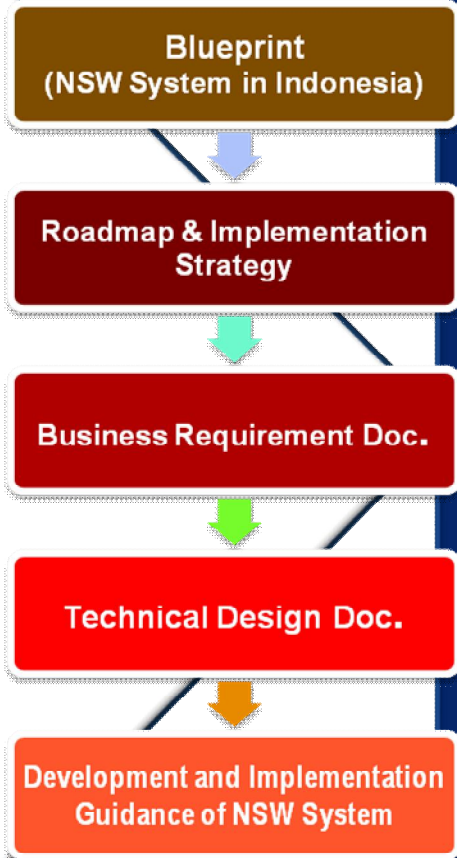 Blueprint
(NSW System in Indonesia)
Roadmap & Implementation
Strategy
Business Requirement Doc.
Technical Design Doc.
Development and Implementation
Guidance of NSW System